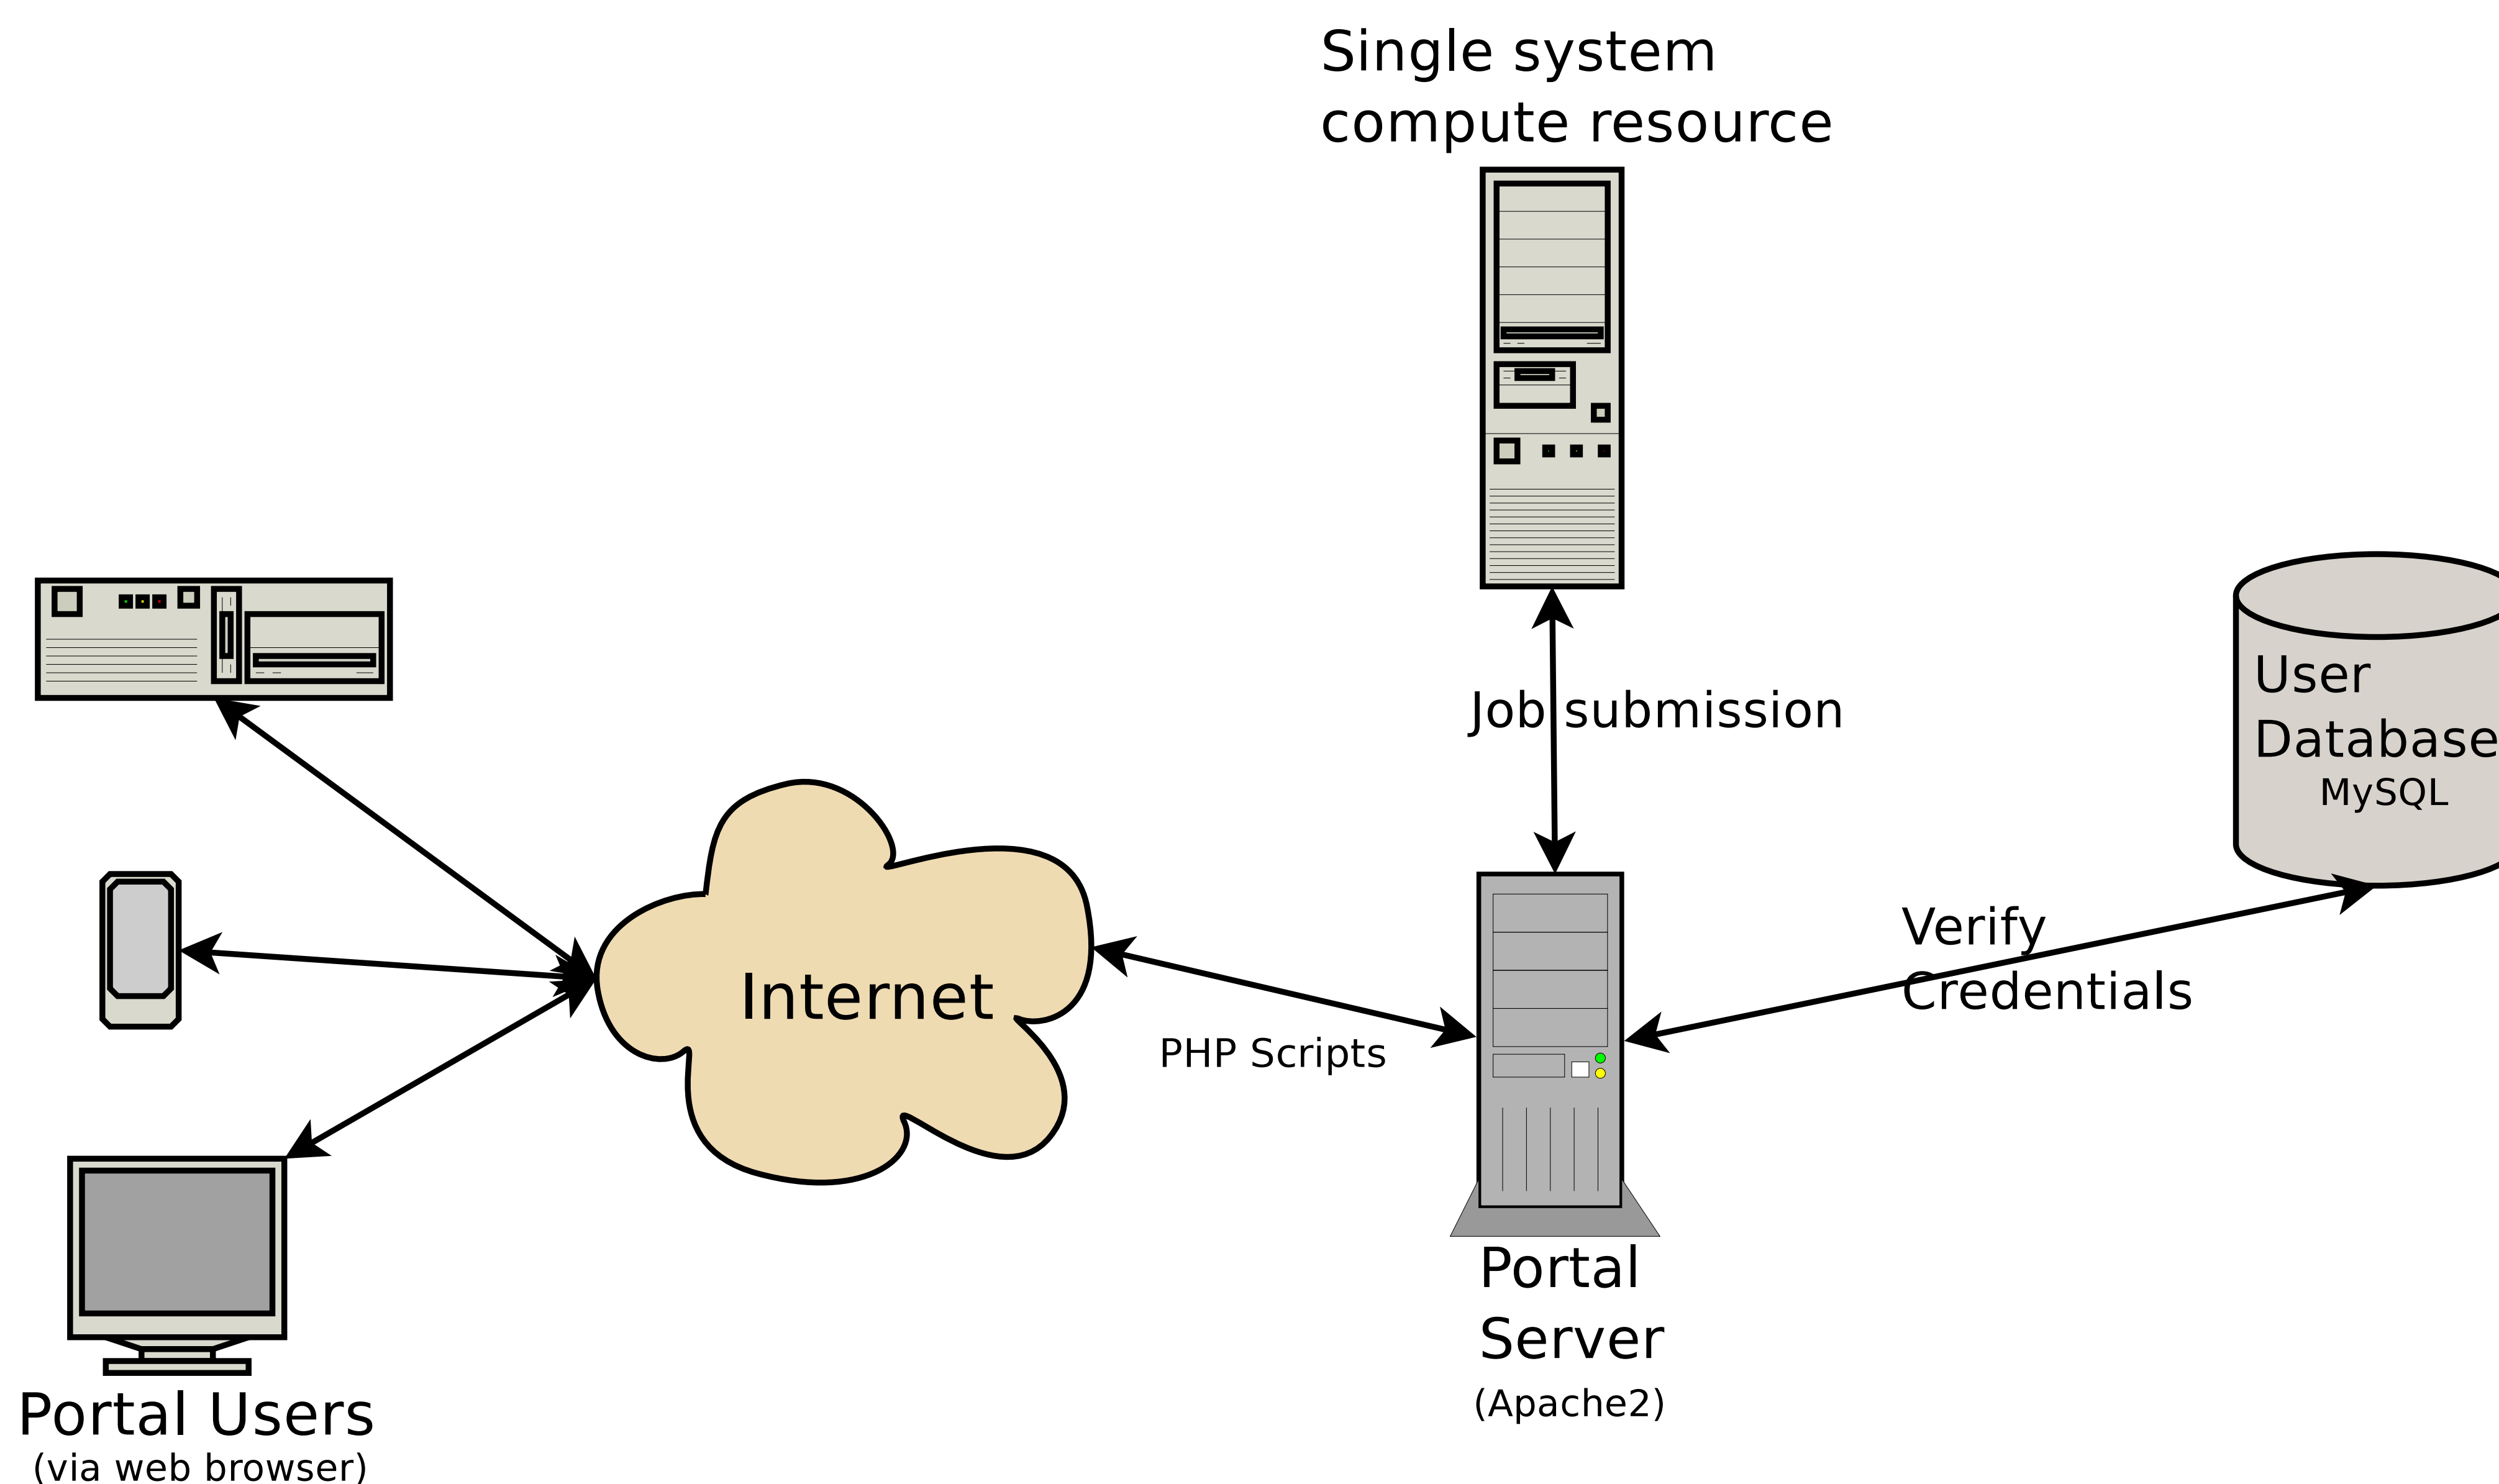 Single system
compute resource
User
Database
MySQL
Job submission
Verify
Credentials
Internet
PHP Scripts
Portal
Server
(Apache2)
Portal Users
(via web browser)